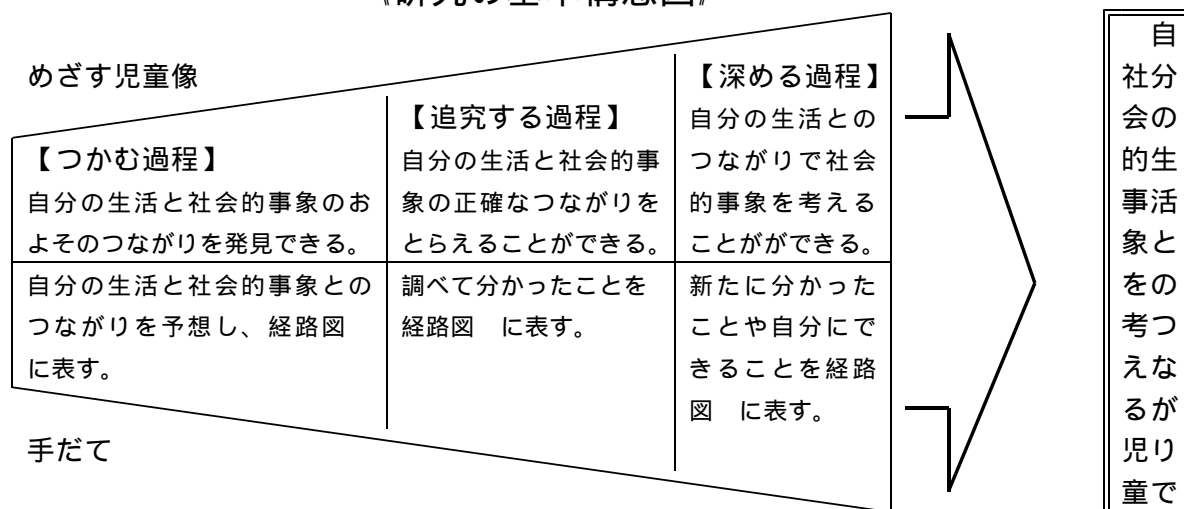 《研究の基本構想図》
めざす児童像
【つかむ過程】
自分の生活と社会的事象のお
よそのつながりを発見できる。
【追究する過程】
自分の生活と社会的事
象の正確なつながりを
とらえることができる。
【深める過程】
自分の生活との
つながりで社会
的事象を考える
ことがができる。
自分の生活と社会的事象との
つながりを予想し、経路図
に表す。
調べて分かったことを
経路図　に表す。
新たに分かった
ことや自分にで
きることを経路
図　に表す。
手だて
自分の生活とのつながりで
社会的事象を考える児童